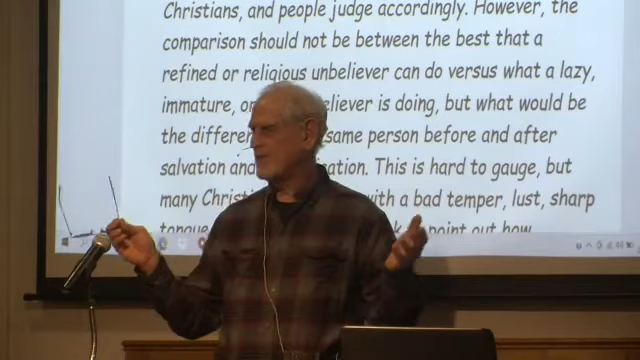 Christians, and people judge accordingly. However, the
comparison should not be between the best that a
refined or religious unbeliever can do versus what a lazy,
immature, or eliever is doing, but what would be
the differen same person before and after
salvation and ication. This is hard to gauge, but
many Christi with a bad temper, lust, sharp
tongue point out how